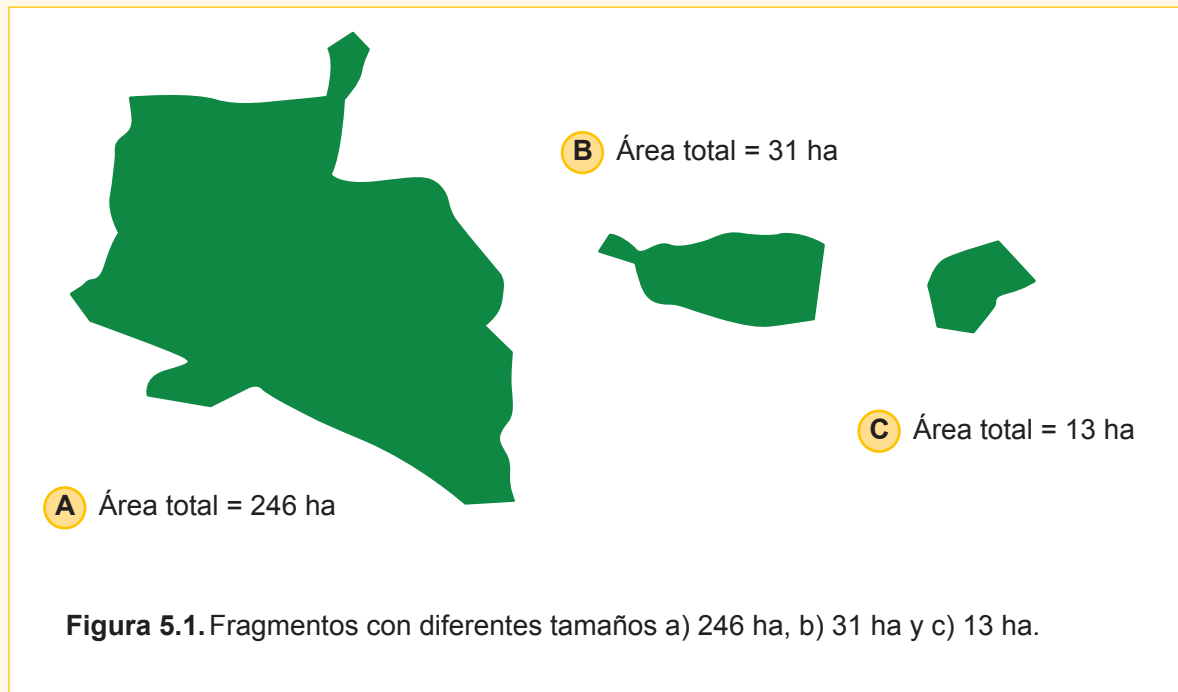 B Área total = 31 ha
C Área total = 13 ha
A Área total = 246 ha
Figura 5.1. Fragmentos con diferentes tamaños a) 246 ha, b) 31 ha y c) 13 ha.